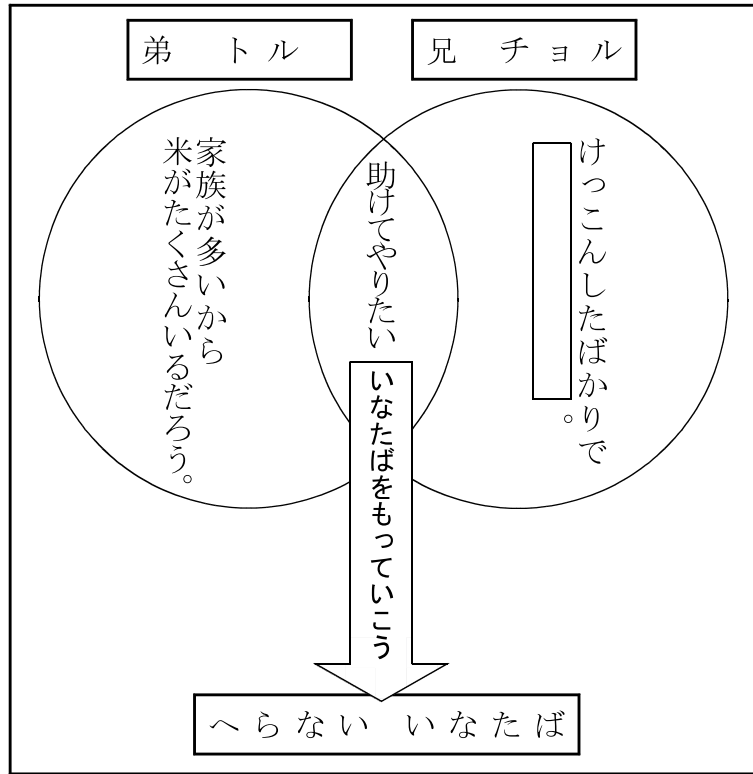 兄 チョル
弟 トル
けっこんしたばかりで
。
助けてやりたい
家族が多いから
米がたくさんいるだろう。
いなたばをもっていこう
へらない いなたば